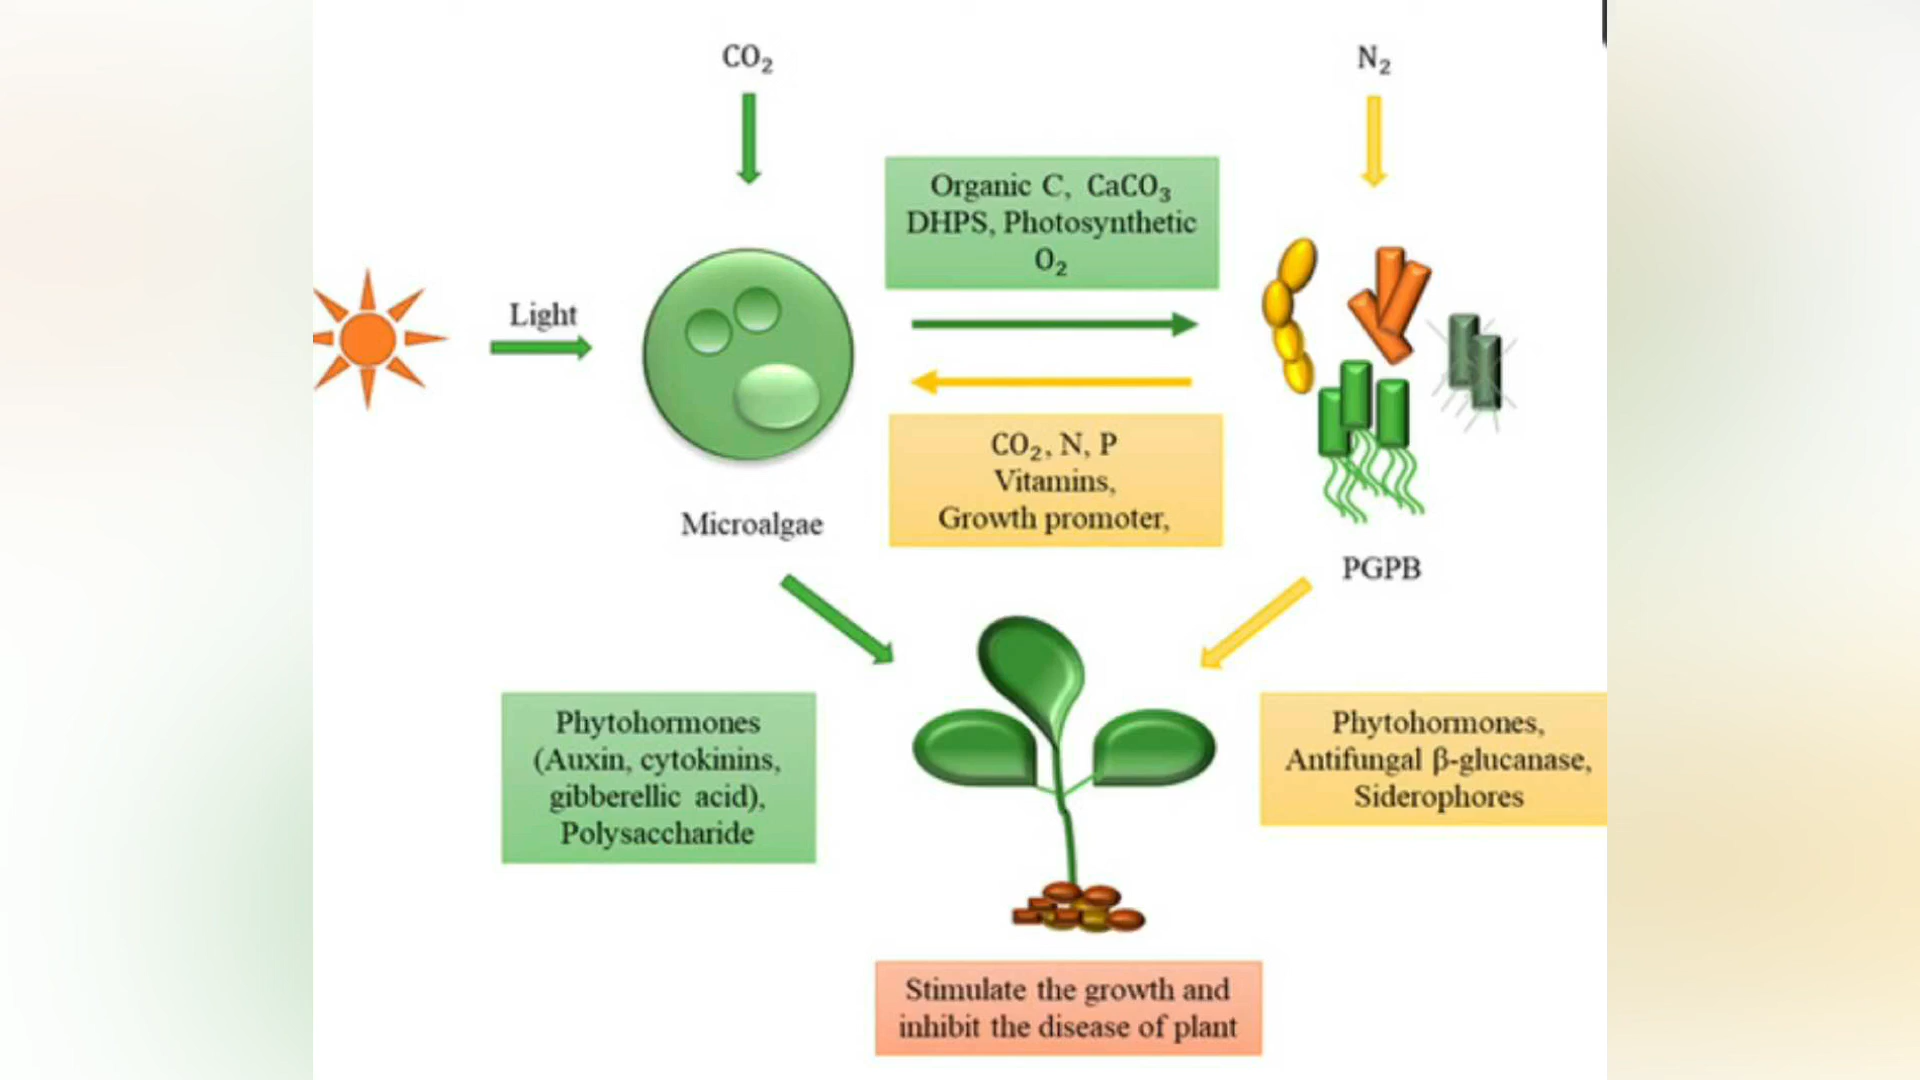 CO₂
N₂
Organic C, CaCO₃
DHPS, Photosynthetic
O₂
Light
CO₂, N, P
Vitamins,
Growth promoter,
Microalgae
PGPB
Phytohormones
(Auxin, cytokinins,
gibberellic acid),
Polysaccharide
Phytohormones,
Antifungal β-glucanase,
Siderophores
Stimulate the growth and
inhibit the disease of plant